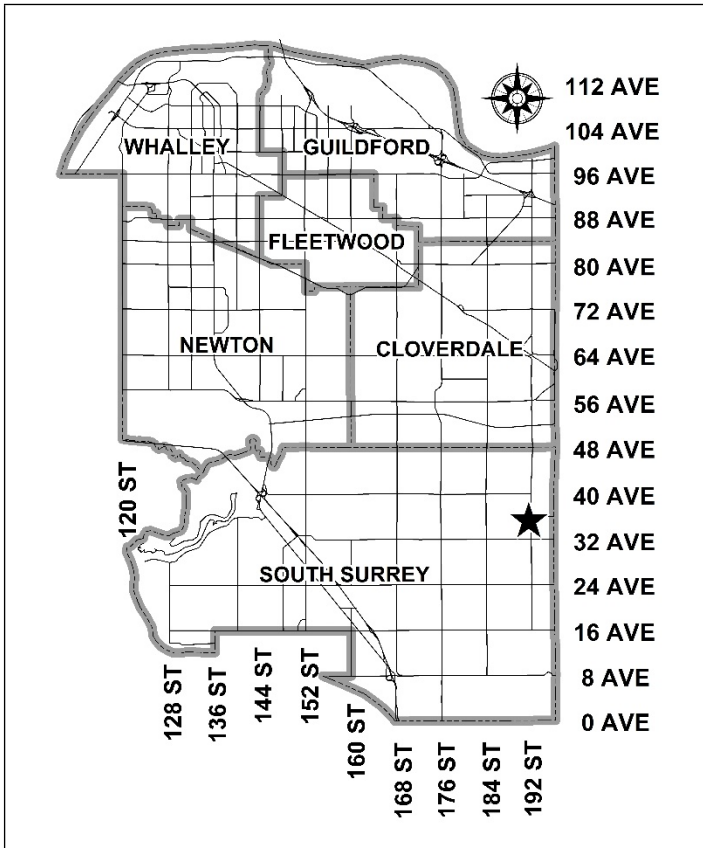 112 AVE
104 AVE
WHALLEY
GUILDFORD
96 AVE
88 AVE
FLEETWOOD
80 AVE
72 AVE
NEWTON
CLOVERDALE
64 AVE
56 AVE
48 AVE
120 ST
40 AVE
32 AVE
SOUTH SURREY
24 AVE
16 AVE
128 ST
136 ST
144 ST
152 ST
8 AVE
160 ST
0 AVE
168 ST
176 ST
184 ST
192 ST